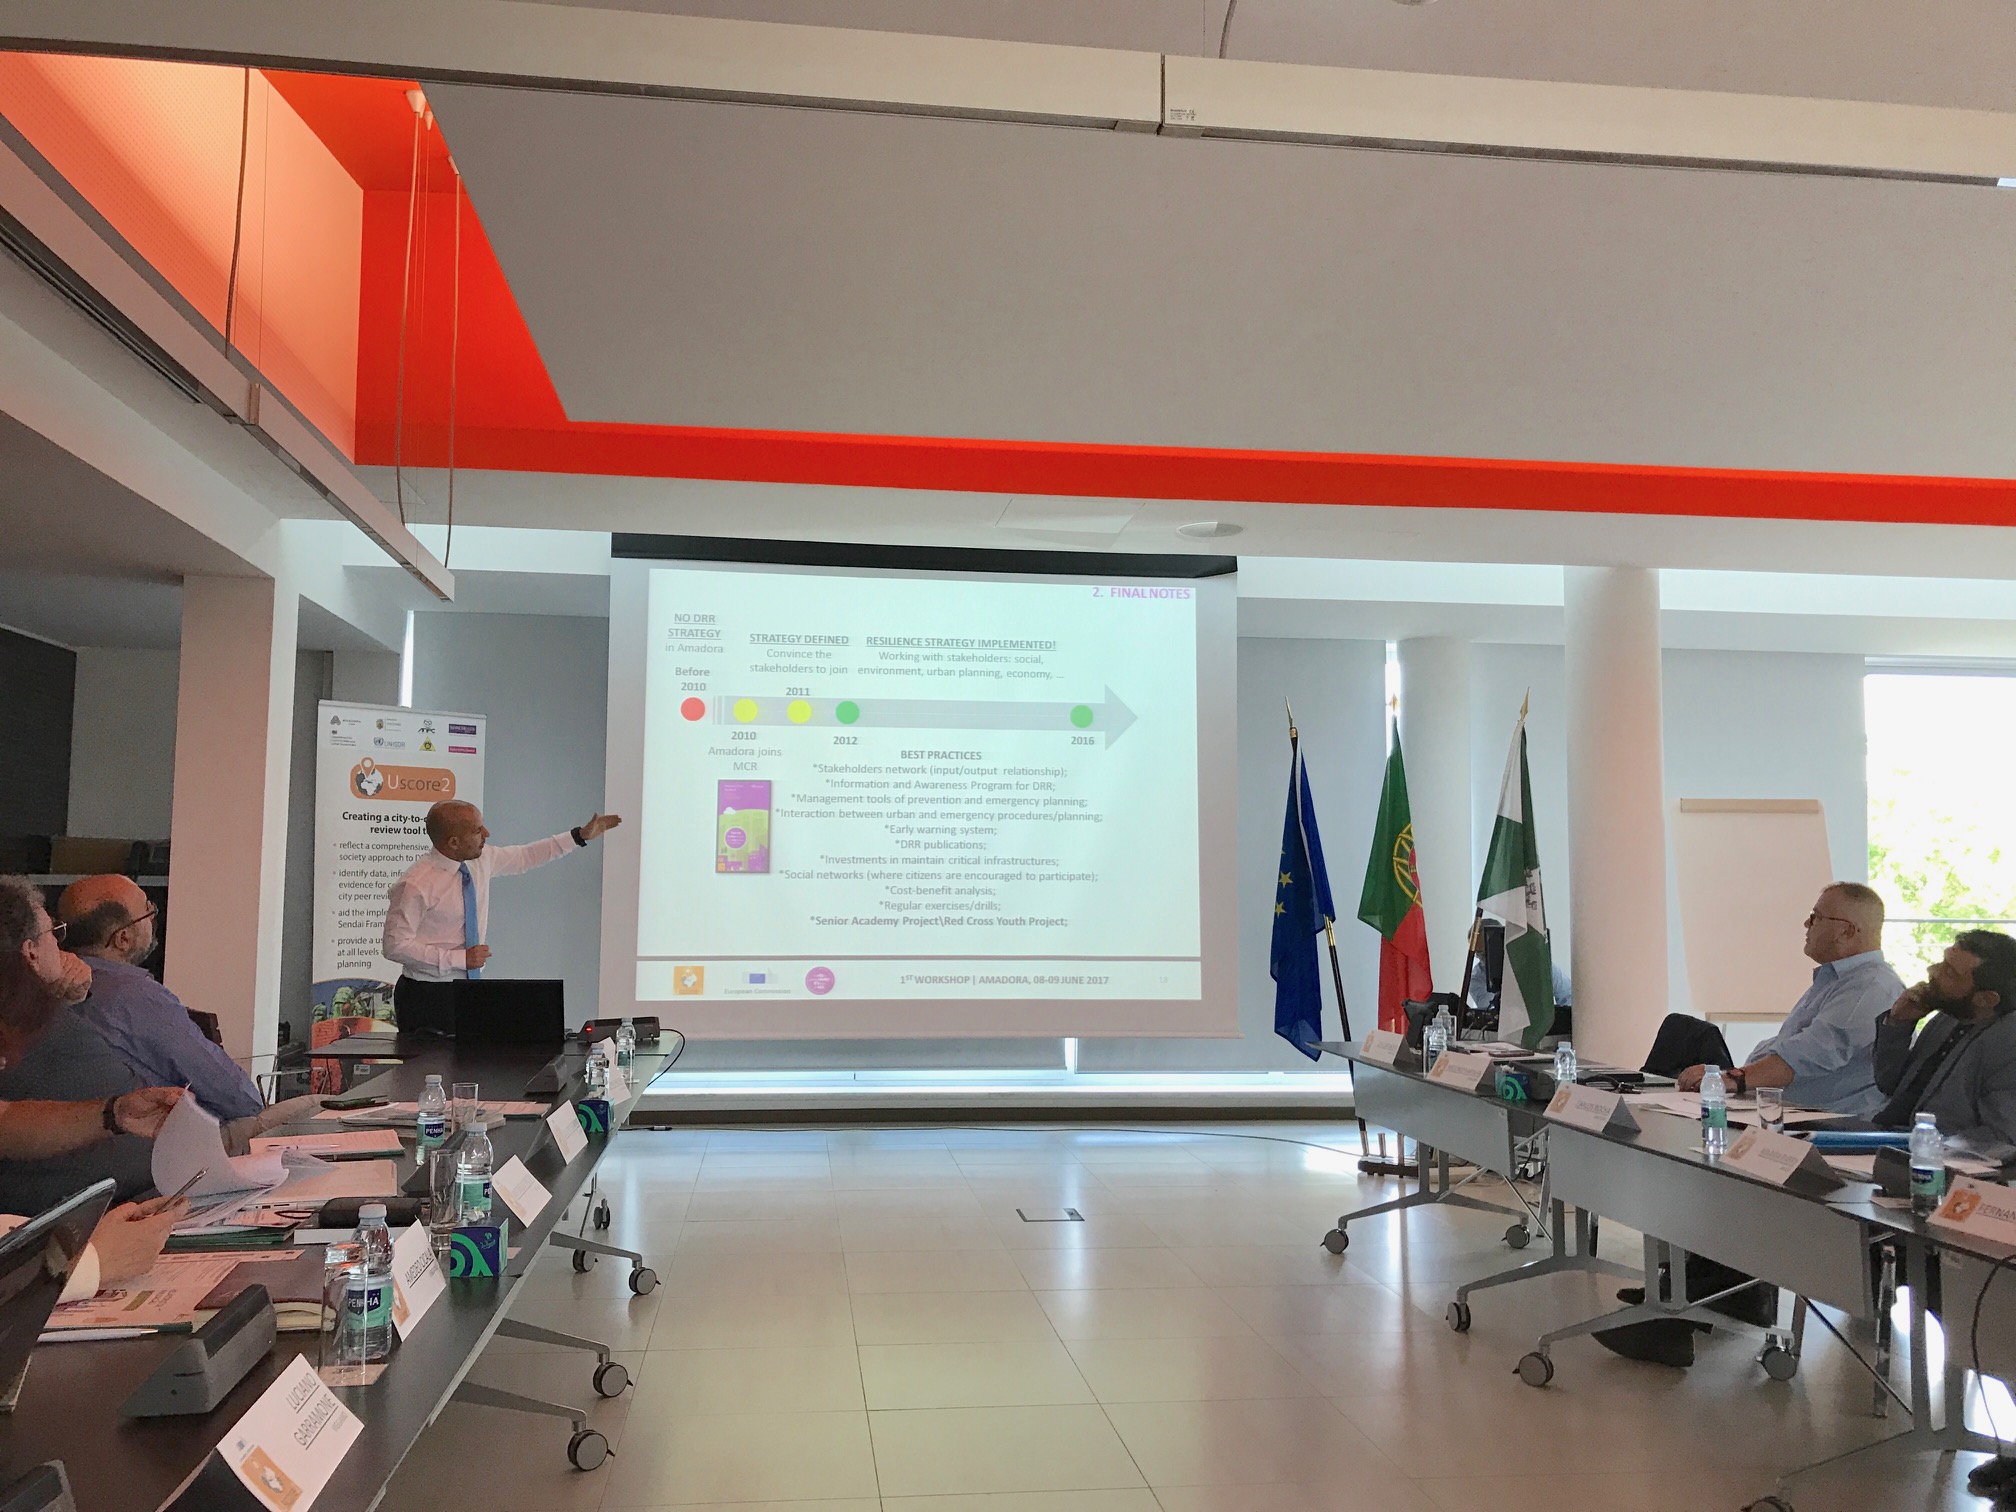 2. FINAL NOTES
NO DRR
STRATEGY
in Amadora
STRATEGY DEFINED
Convince the
stakeholders to join
RESILIENCE STRATEGY IMPLEMENTED!
Working with stakeholders: social,
environment, urban planning, economy, ...
Before
2010
2011
2010
2012
2016
Amadora joins
MCR
BEST PRACTICES
*Stakeholders network (input/output relationship);
*Information and Awareness Program for DRR;
*Management tools of prevention and emergency planning;
*Interaction between urban and emergency procedures/planning;
*Early warning system;
*DRR publications;
*Investments in maintain critical infrastructures;
*Social networks (where citizens are encouraged to participate);
*Cost-benefit analysis;
*Regular exercises/drills;
*Senior Academy Project\Red Cross Youth Project;
European Commission
1ST WORKSHOP | AMADORA, 08-09 JUNE 2017
18
UNISDR
Uscore2
Creating a city-to-
review tool t
• reflect a comprehensive,
society approach to D
• identify data, info
evidence for
city peer revi
• aid the imple
Sendai Fram
• provide a us
at all levels
planning
PENHA
LUCIANO
GARRAMONE
CARLOS ROCHA
FERNAN